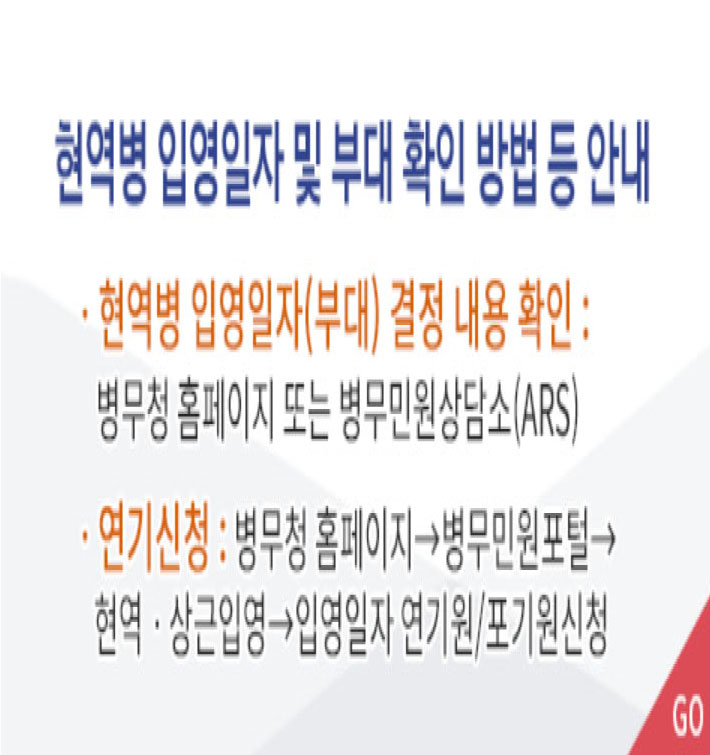 현역병 입영일자 및 부대 확인 방법 등 안내
· 현역병 입영일자(부대) 결정 내용 확인 :
병무청 홈페이지 또는 병무민원상담소(ARS)
· 연기신청 : 병무청 홈페이지→병무민원포털→
현역 · 상근입영→입영일자 연기원/포기원신청
GO